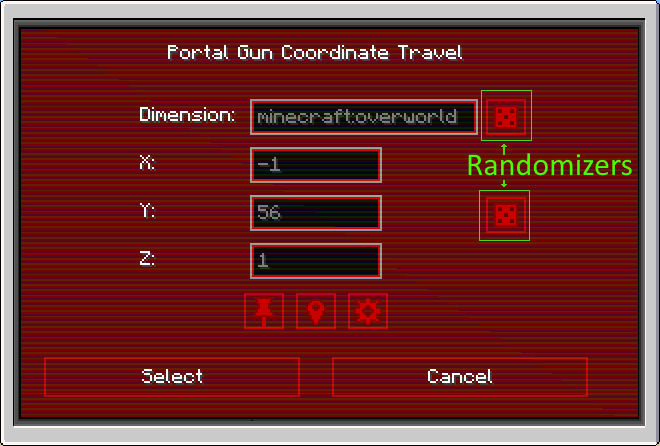 Portal Gun Coordinate Travel
Dimension: minecraft:overworld
Randomizers
X: -1
Y: 56
Z: 1
Select Cancel